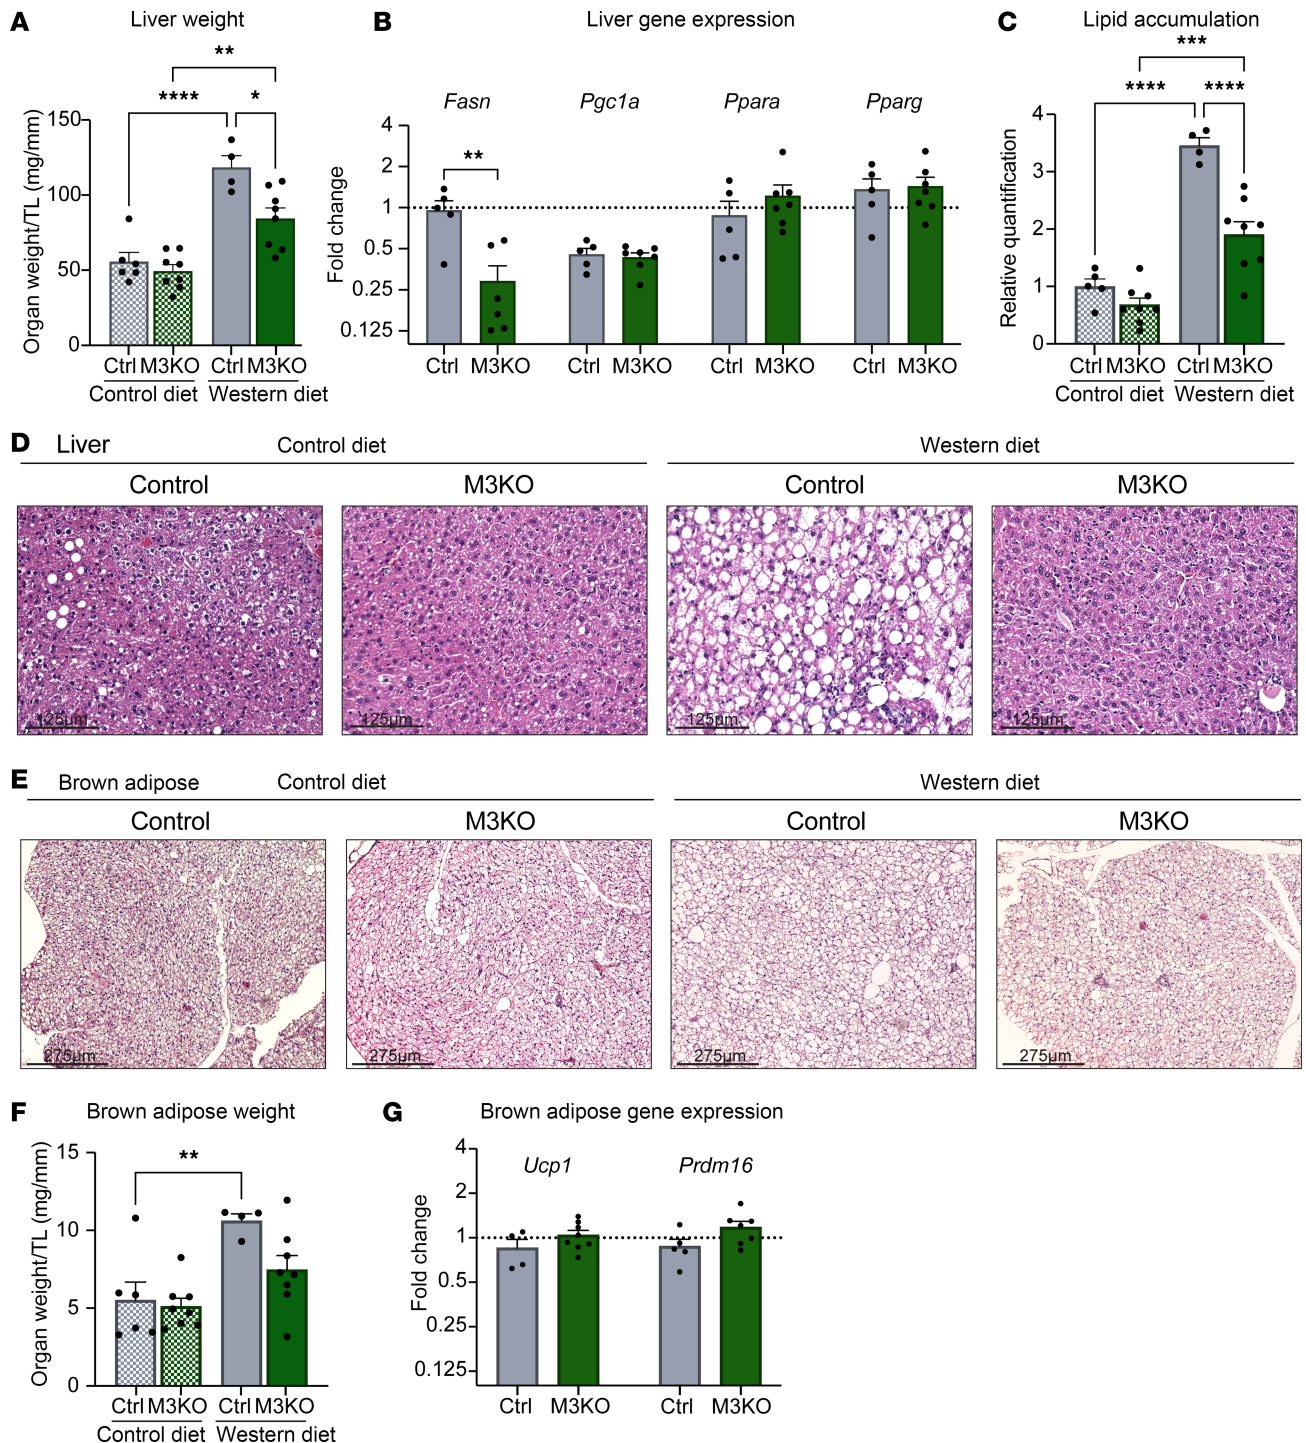 A Liver weight
Organ weight/TL (mg/mm)
**
**** *
150
100
50
0
Ctrl M3KO Ctrl M3KO
Control diet Western diet
B Liver gene expression
Fold change
Fasn Pgc1a Ppara Pparg
**
4
2
1
0.5
0.25
0.125
Ctrl M3KO Ctrl M3KO Ctrl M3KO Ctrl M3KO
C Lipid accumulation
Relative quantification
***
**** ****
4
3
2
1
0
Ctrl M3KO Ctrl M3KO
Control diet Western diet
D Liver Control diet Western diet
Control M3KO Control M3KO
125µm 125µm 125µm 125µm
E Brown adipose Control diet Western diet
Control M3KO Control M3KO
275µm 275µm 275µm 275µm
F Brown adipose weight
Organ weight/TL (mg/mm)
**
15
10
5
0
Ctrl M3KO Ctrl M3KO
Control diet Western diet
G Brown adipose gene expression
Fold change
Ucp1 Prdm16
4
2
1
0.5
0.25
0.125
Ctrl M3KO Ctrl M3KO